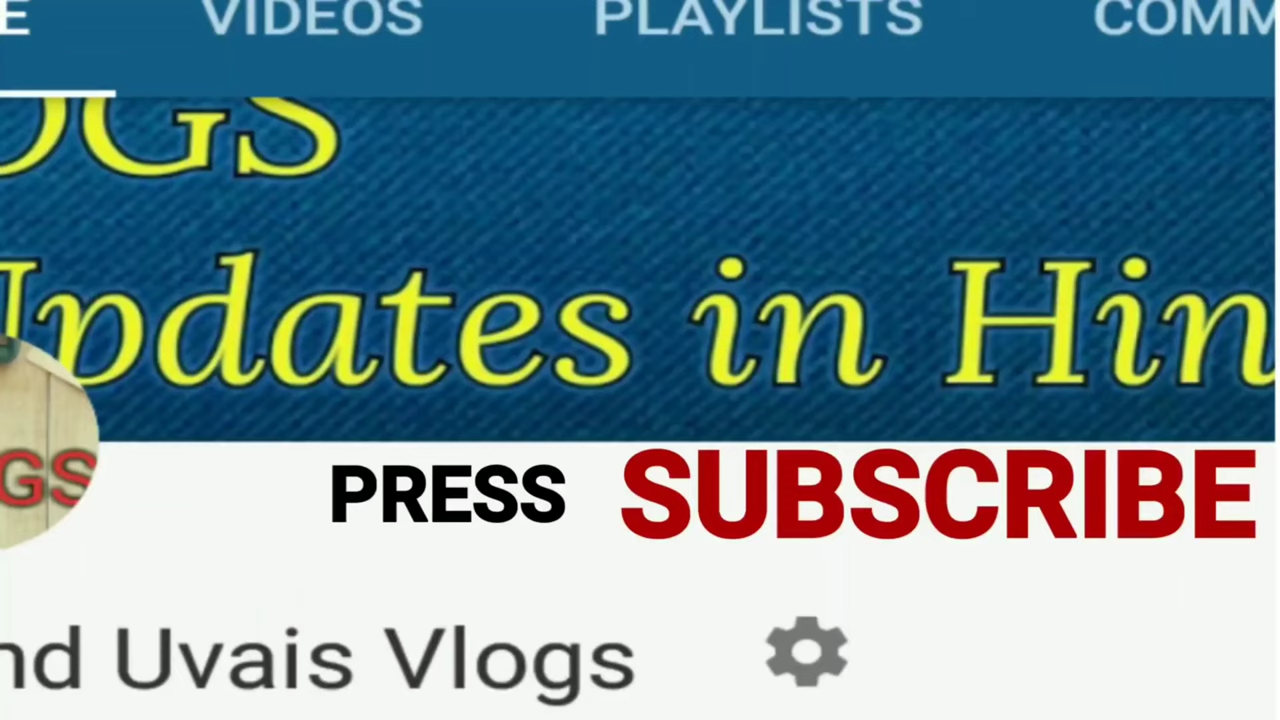 E VIDEOS PLAYLISTS COMM
OGS
Updates in Hin
GS
PRESS SUBSCRIBE
nd Uvais Vlogs